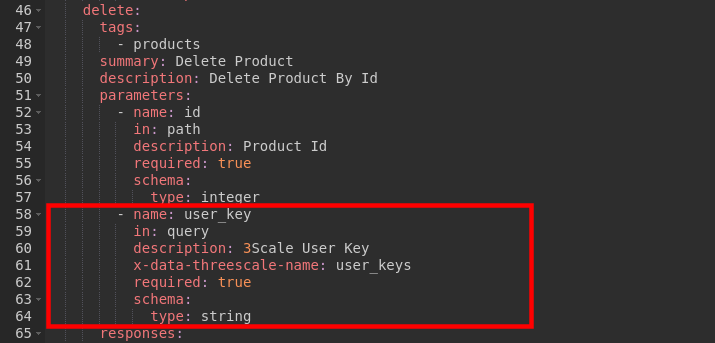 46 delete:
47 tags:
48 - products
49 summary: Delete Product
50 description: Delete Product By Id
51 parameters:
52 - name: id
53 in: path
54 description: Product Id
55 required: true
56 schema:
57 type: integer
58 - name: user_key
59 in: query
60 description: 3Scale User Key
61 x-data-threescale-name: user_keys
62 required: true
63 schema:
64 type: string
65 responses: